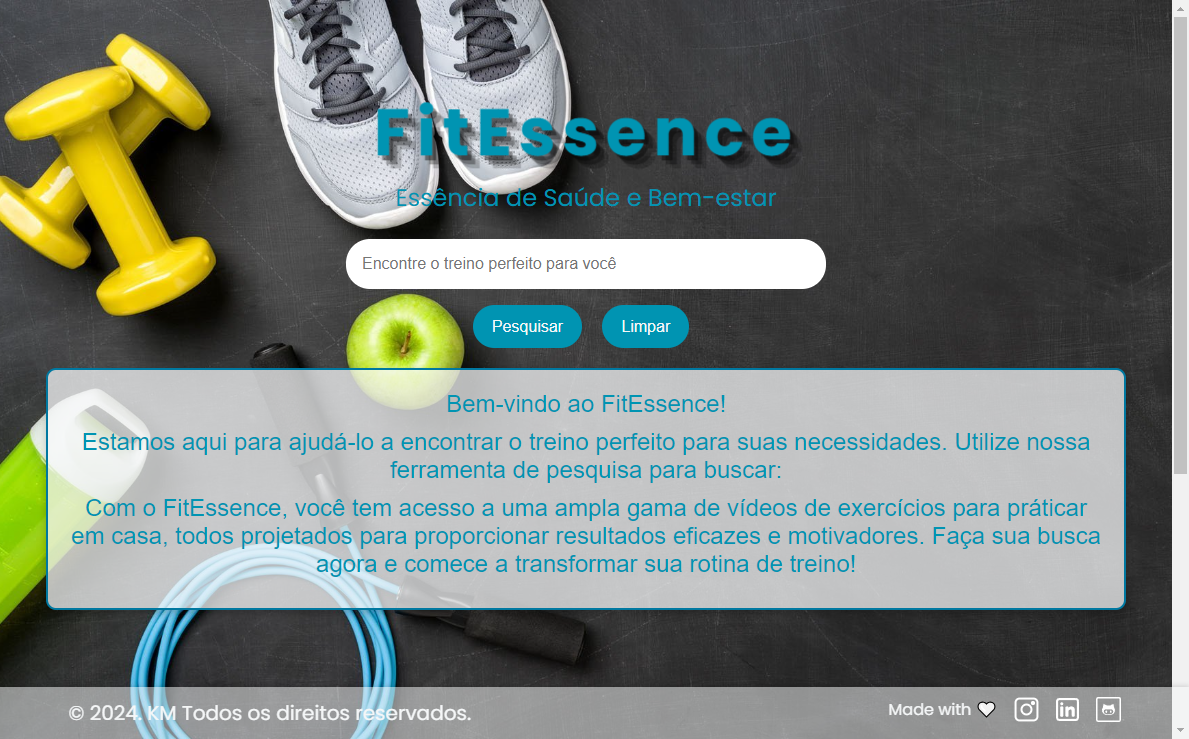 FitEssence
Essência de Saúde e Bem-estar
Encontre o treino perfeito para você
Pesquisar Limpar
Bem-vindo ao FitEssence!
Estamos aqui para ajudá-lo a encontrar o treino perfeito para suas necessidades. Utilize nossa
ferramenta de pesquisa para buscar:
Com o FitEssence, você tem acesso a uma ampla gama de vídeos de exercícios para práticar
em casa, todos projetados para proporcionar resultados eficazes e motivadores. Faça sua busca
agora e comece a transformar sua rotina de treino!
© 2024. KM Todos os direitos reservados.
Made with
in